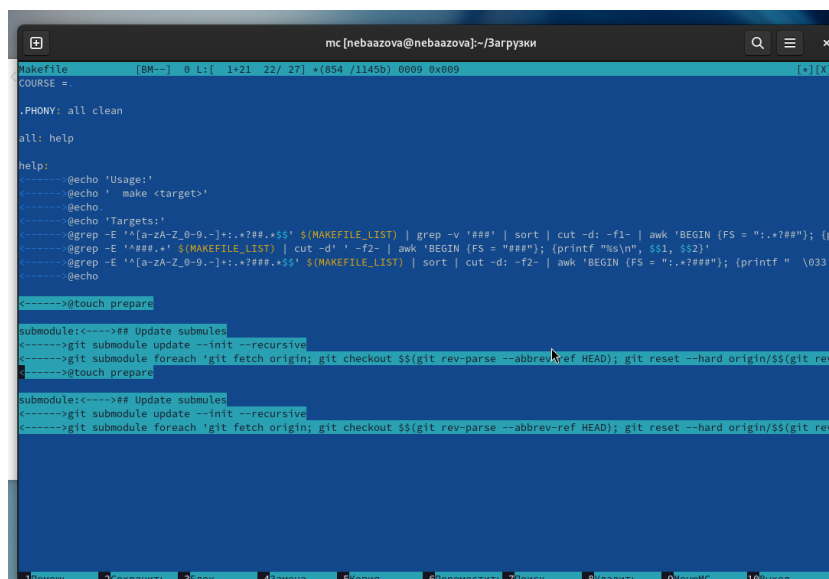 mc [nebaazova@nebaazova]:~/Загрузки
Makefile [BM--] 0 L:[ 1+21 22/ 27] *(854 /1145b) 0009 0x009 [*][X]
COURSE =.
.PHONY: all clean
all: help
help:
<------>@echo 'Usage:'
<------>@echo ' make <target>'
<------>@echo.
<------>@echo 'Targets:'
<------>@grep -E '^[a-zA-Z_0-9.-]+:.*?##.*$$' $(MAKEFILE_LIST) | grep -v '###' | sort | cut -d: -f1- | awk 'BEGIN {FS = ":.*?##"}; {p
<------>@grep -E '^###.*' $(MAKEFILE_LIST) | cut -d' ' -f2- | awk 'BEGIN {FS = "###"}; {printf "%s\n", $$1, $$2}'
<------>@grep -E '^[a-zA-Z_0-9.-]+:.*?###.*$$' $(MAKEFILE_LIST) | sort | cut -d: -f2- | awk 'BEGIN {FS = ":.*?###"}; {printf " \033
<------>@echo
<------>@touch prepare
submodule:<---->## Update submules
<------>git submodule update --init --recursive
<------>git submodule foreach 'git fetch origin; git checkout $$(git rev-parse --abbrev-ref HEAD); git reset --hard origin/$$(git rev
<------>@touch prepare
submodule:<---->## Update submules
<------>git submodule update --init --recursive
<------>git submodule foreach 'git fetch origin; git checkout $$(git rev-parse --abbrev-ref HEAD); git reset --hard origin/$$(git rev